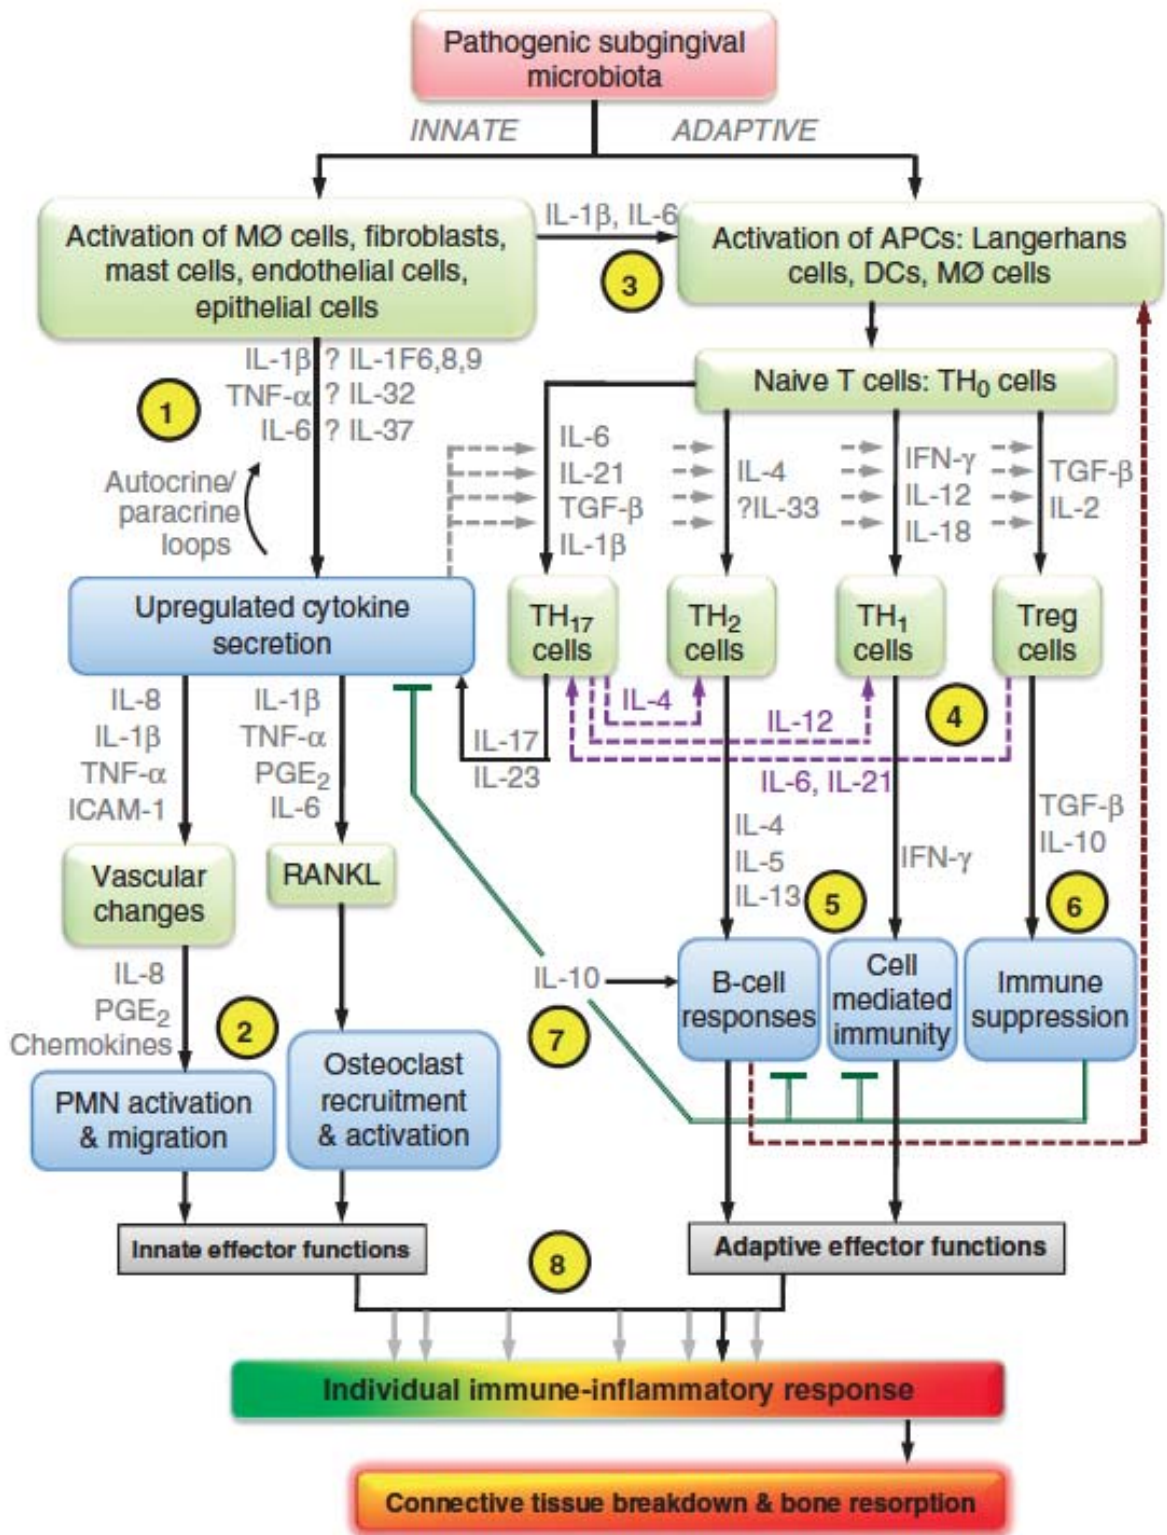 Pathogenic subgingival
microbiota
INNATE
ADAPTIVE
Activation of MØ cells, fibroblasts,
mast cells, endothelial cells,
epithelial cells
IL-1β, IL-6
3
Activation of APCs: Langerhans
cells, DCs, MØ cells
IL-1β ? IL-1F6,8,9
TNF-α ? IL-32
IL-6 ? IL-37
1
Autocrine/
paracrine
loops
Naive T cells: TH0 cells
IL-6
IL-21
TGF-β
IL-1β
IL-4
?IL-33
IFN-γ
IL-12
IL-18
TGF-β
IL-2
Upregulated cytokine
secretion
TH17
cells
TH2
cells
TH1
cells
Treg
cells
IL-4
IL-12
4
IL-6, IL-21
IL-17
IL-23
IL-8
IL-1β
TNF-α
ICAM-1
IL-1β
TNF-α
PGE2
IL-6
IL-4
IL-5
IL-13
5
IFN-γ
TGF-β
IL-10
6
Vascular
changes
RANKL
IL-8
PGE2
Chemokines
2
IL-10
7
B-cell
responses
Cell
mediated
immunity
Immune
suppression
PMN activation
& migration
Osteoclast
recruitment
& activation
Innate effector functions
8
Adaptive effector functions
Individual immune-inflammatory response
Connective tissue breakdown & bone resorption